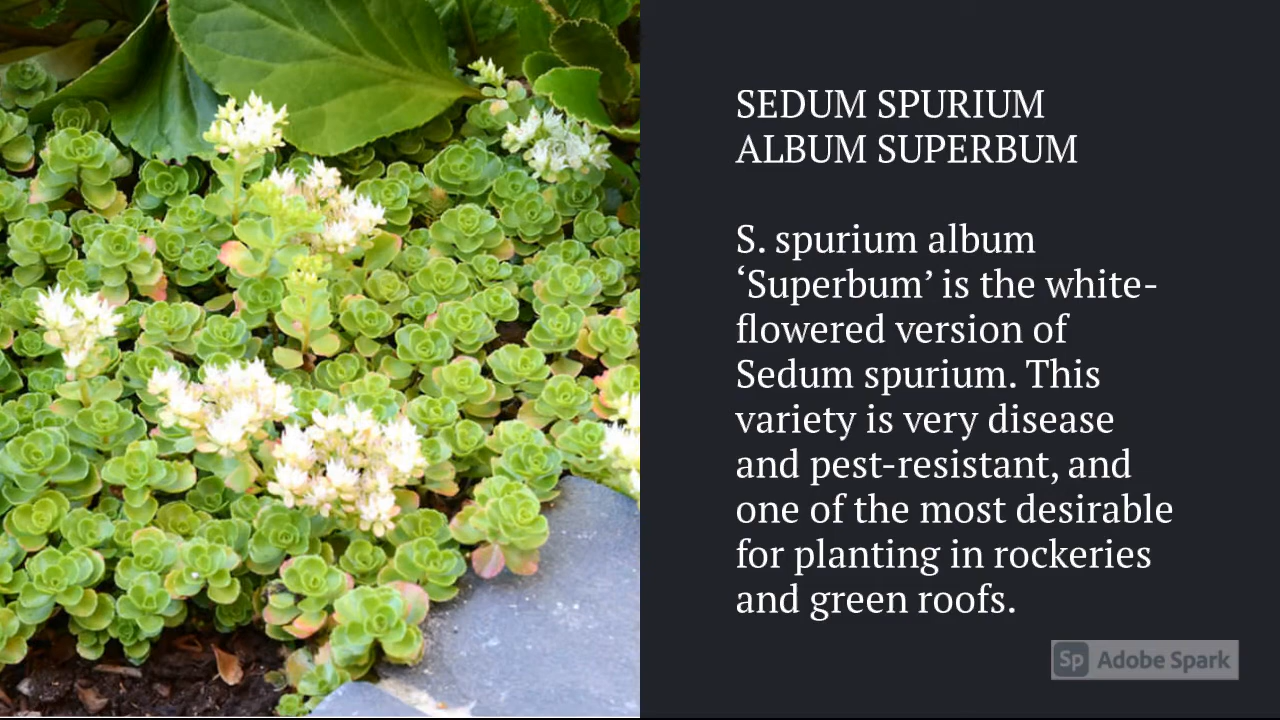 SEDUM SPURIUM
ALBUM SUPERBUM
S. spurium album
‘Superbum’ is the white-
flowered version of
Sedum spurium. This
variety is very disease
and pest-resistant, and
one of the most desirable
for planting in rockeries
and green roofs.
Sp Adobe Spark